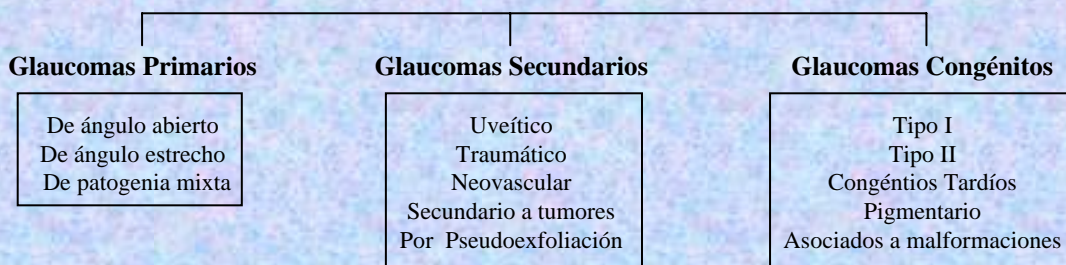 Glaucomas Primarios
De ángulo abierto
De ángulo estrecho
De patogenia mixta
Glaucomas Secundarios
Uveítico
Traumático
Neovascular
Secundario a tumores
Por Pseudoexfoliación
Glaucomas Congénitos
Tipo I
Tipo II
Congéntios Tardíos
Pigmentario
Asociados a malformaciones